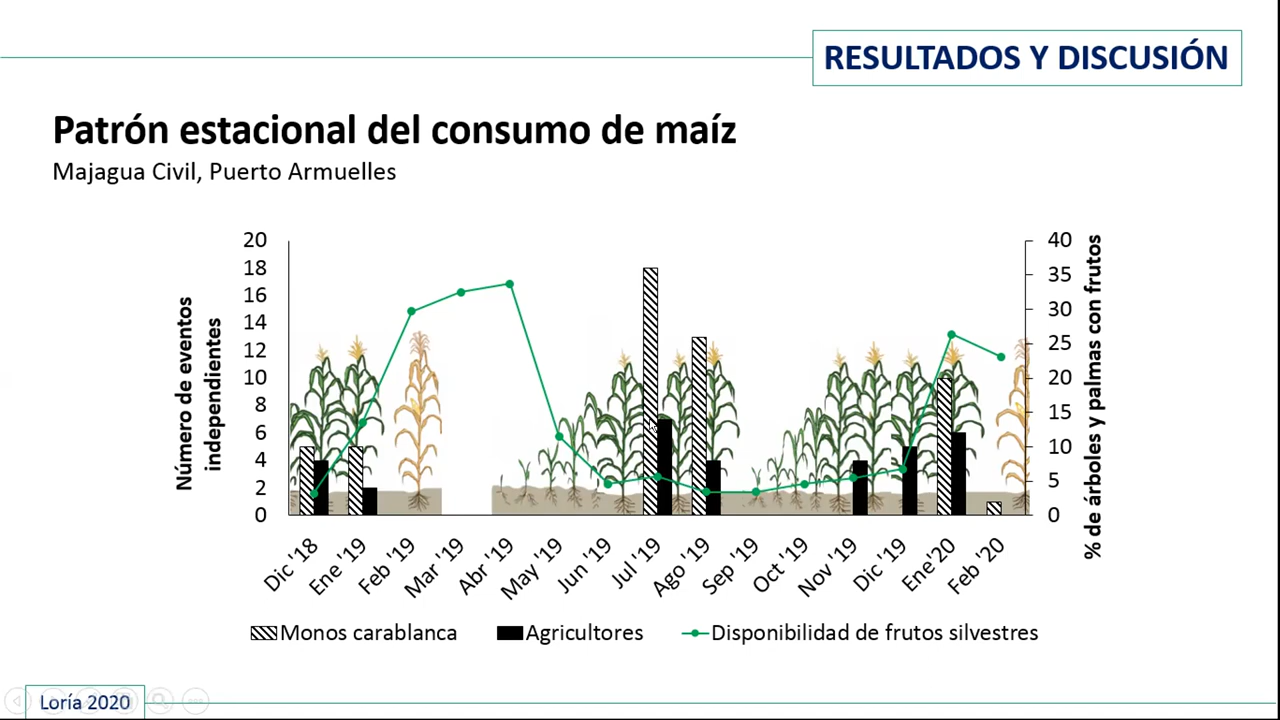 RESULTADOS Y DISCUSIÓN
Patrón estacional del consumo de maíz
Majagua Civil, Puerto Armuelles
Número de eventos
independientes
20
18
16
14
12
10
8
6
4
2
0
40
35
30
25
20
15
10
5
0
% de árboles y palmas con frutos
Dic '18
Ene '19
Feb '19
Mar '19
Abr '19
May '19
Jun '19
Jul '19
Ago '19
Sep '19
Oct '19
Nov '19
Dic '19
Ene'20
Feb '20
Monos carablanca
Agricultores
Disponibilidad de frutos silvestres
Loría 2020